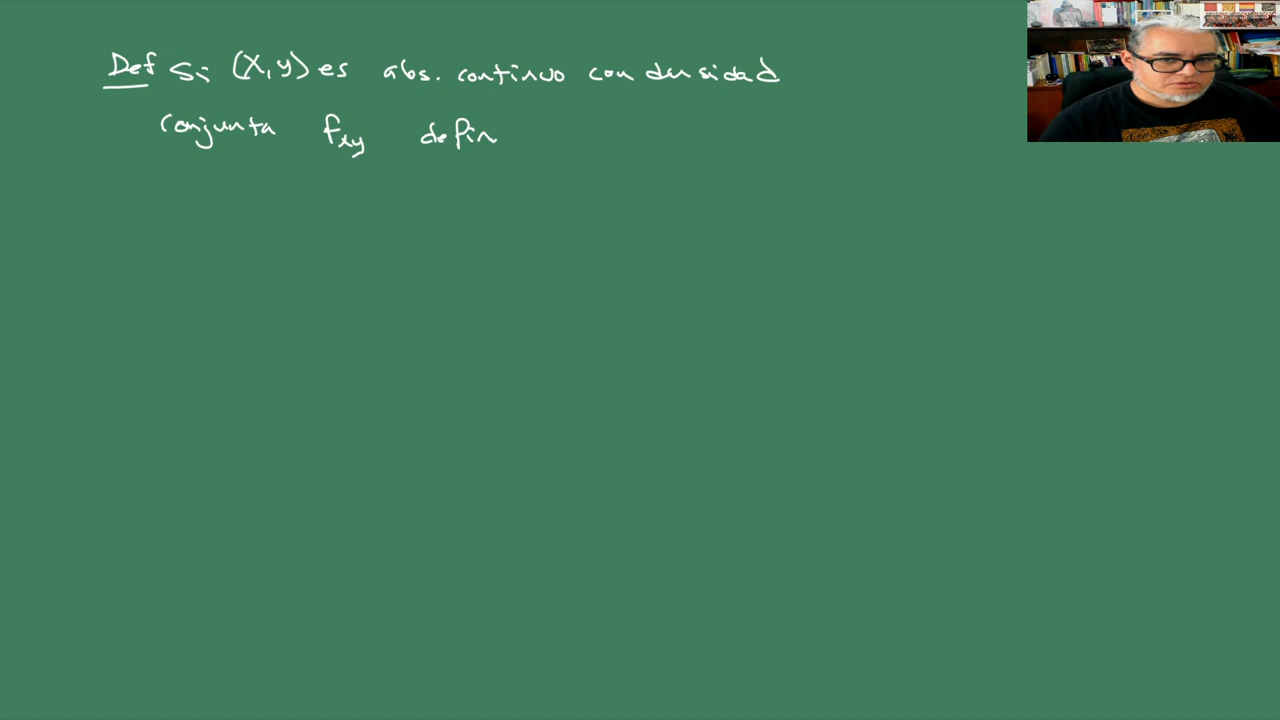 Def Si (X,Y) es abs. continuo con densidad
conjunta fxy defin